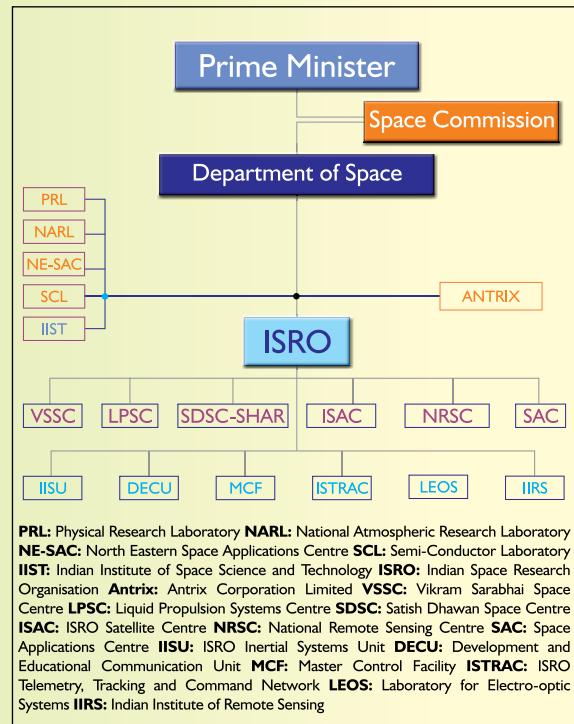 Prime Minister
Space Commission
Department of Space
PRL
NARL
NE-SAC
SCL
IIST
ANTRIX
ISRO
VSSC LPSC SDSC-SHAR ISAC NRSC SAC
IISU DECU MCF ISTRAC LEOS IIRS
PRL: Physical Research Laboratory NARL: National Atmospheric Research Laboratory
NE-SAC: North Eastern Space Applications Centre SCL: Semi-Conductor Laboratory
IIST: Indian Institute of Space Science and Technology ISRO: Indian Space Research
Organisation Antrix: Antrix Corporation Limited VSSC: Vikram Sarabhai Space
Centre LPSC: Liquid Propulsion Systems Centre SDSC: Satish Dhawan Space Centre
ISAC: ISRO Satellite Centre NRSC: National Remote Sensing Centre SAC: Space
Applications Centre IISU: ISRO Inertial Systems Unit DECU: Development and
Educational Communication Unit MCF: Master Control Facility ISTRAC: ISRO
Telemetry, Tracking and Command Network LEOS: Laboratory for Electro-optic
Systems IIRS: Indian Institute of Remote Sensing